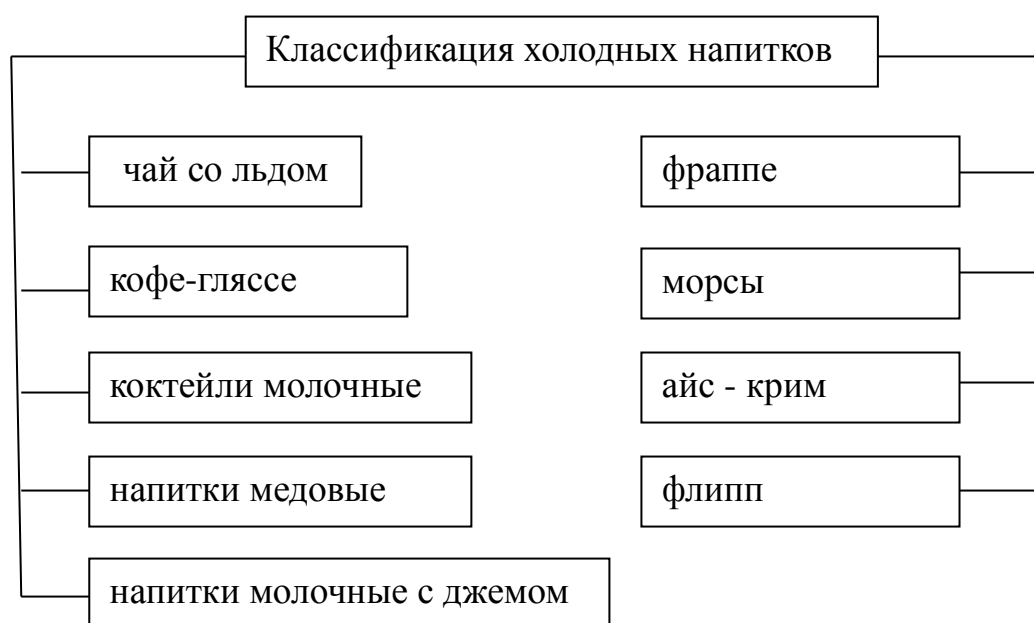 Классификация холодных напитков
чай со льдом
кофе-гляссе
коктейли молочные
напитки медовые
напитки молочные с джемом
фраппе
морсы
айс - крим
флипп